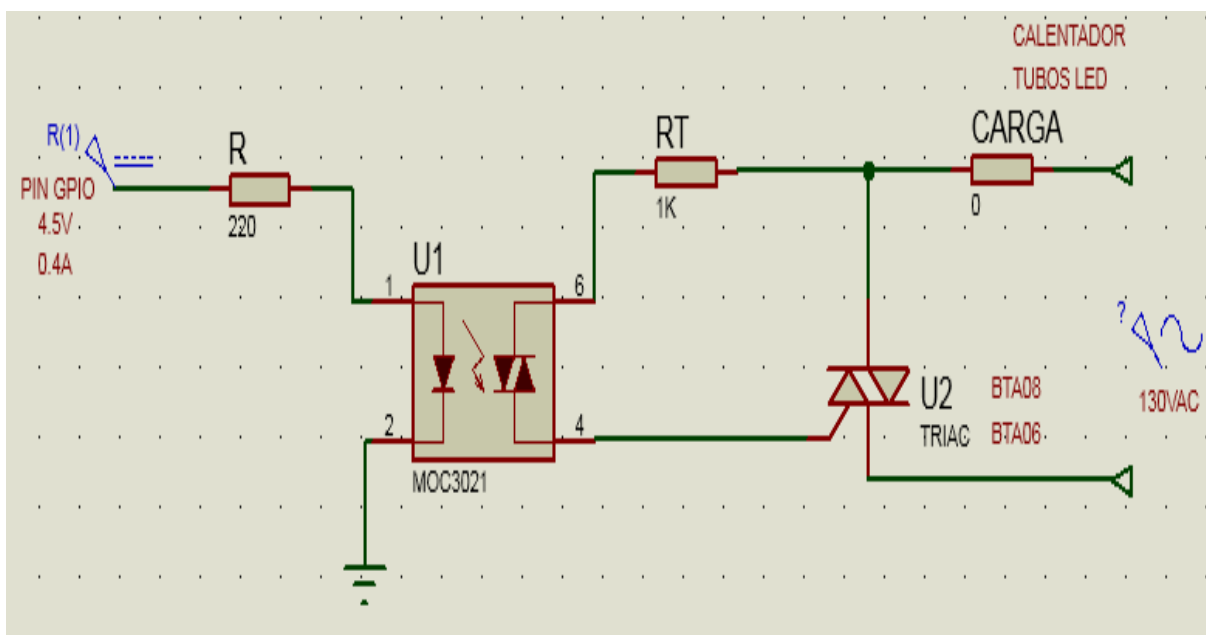 CALENTADOR
TUBOS LED
R(1)
PIN GPIO
4.5V
0.4A
R
220
RT
1K
CARGA
0
U1
1
6
2
4
MOC3021
U2
TRIAC
BTA08
BTA06
?
130VAC